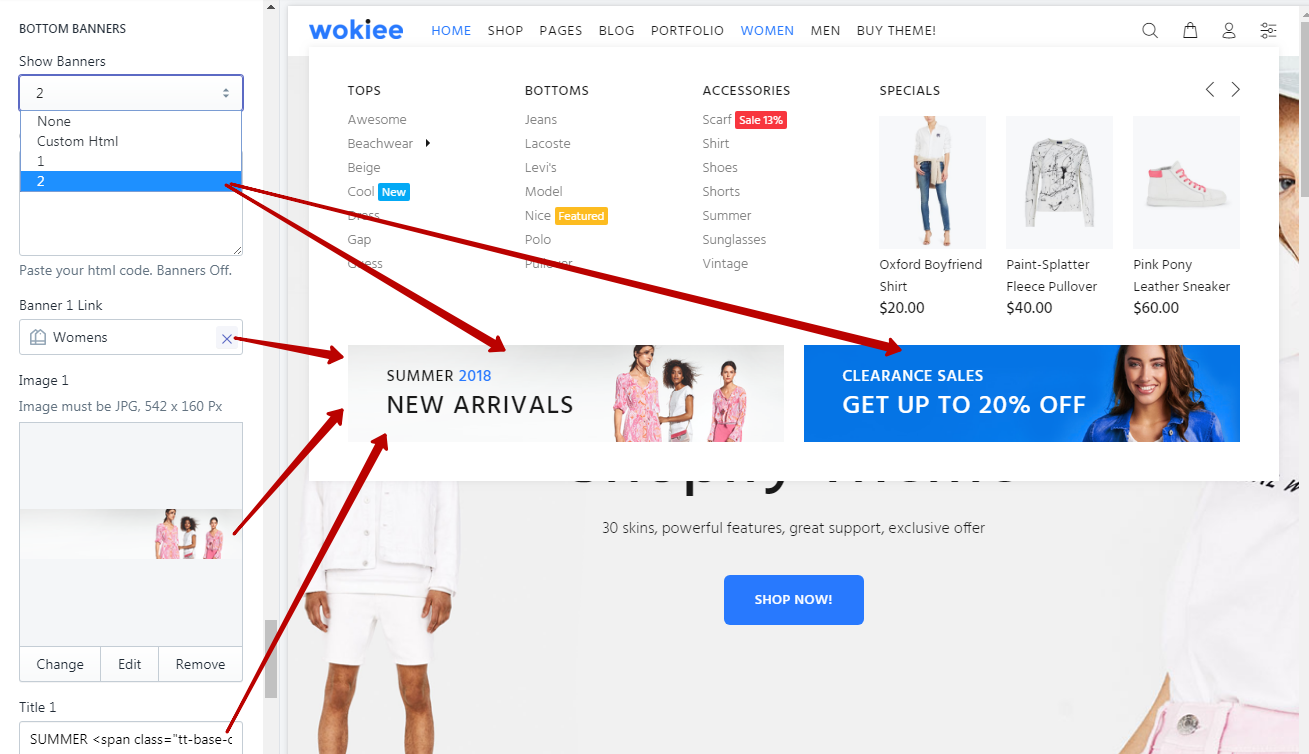 BOTTOM BANNERS
Show Banners
2
None
Custom Html
1
2
Paste your html code. Banners Off.
Banner 1 Link
Womens
Image 1
Image must be JPG, 542 x 160 Px
Change Edit Remove
Title 1
SUMMER <span class="tt-base-c
wokiee HOME SHOP PAGES BLOG PORTFOLIO WOMEN MEN BUY THEME!
TOPS
Awesome
Beachwear
Beige
Cool New
Dress
Gap
Guess
BOTTOMS
Jeans
Lacoste
Levi's
Model
Nice Featured
Polo
Pullover
ACCESSORIES
Scarf Sale 13%
Shirt
Shoes
Shorts
Summer
Sunglasses
Vintage
SPECIALS
Oxford Boyfriend
Shirt
$20.00
Paint-Splatter
Fleece Pullover
$40.00
Pink Pony
Leather Sneaker
$60.00
SUMMER 2018
NEW ARRIVALS
CLEARANCE SALES
GET UP TO 20% OFF
Shopify Theme
30 skins, powerful features, great support, exclusive offer
SHOP NOW!